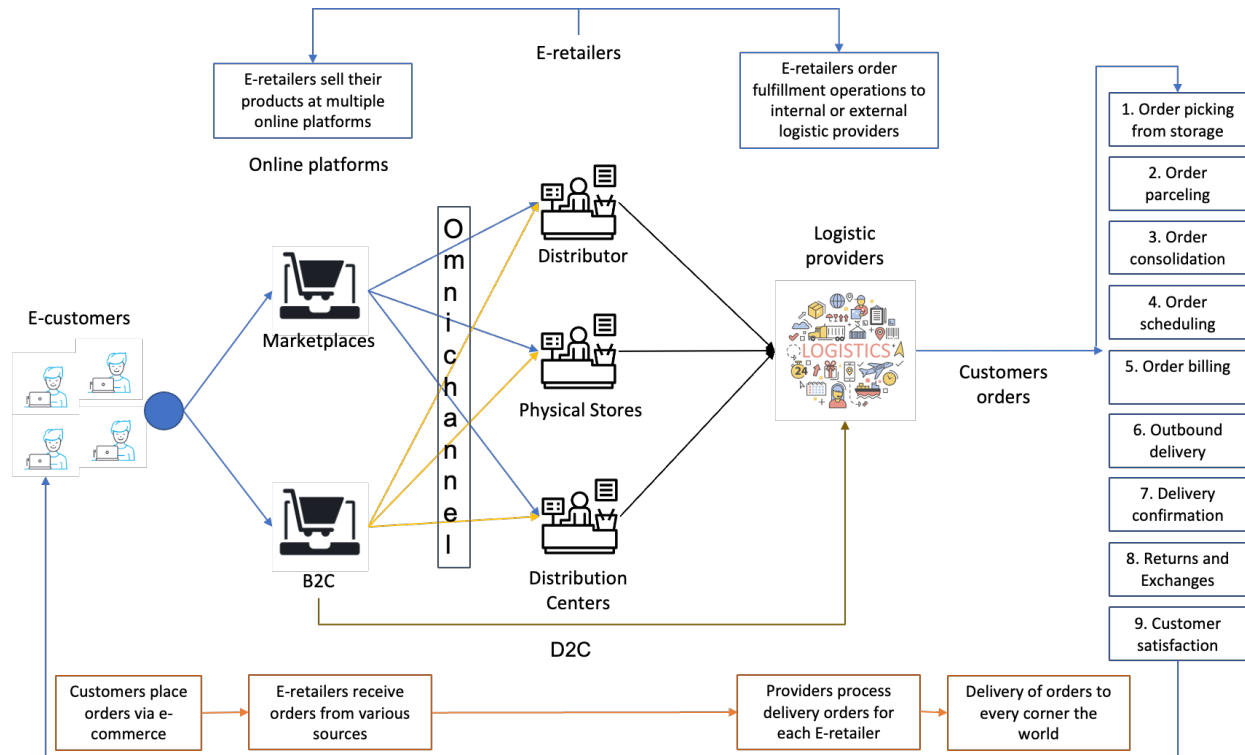 E-retailers
E-retailers sell their
products at multiple
online platforms
E-retailers order
fulfillment operations to
internal or external
logistic providers
Online platforms
Omnichannel
Distributor
Marketplaces
Physical Stores
B2C
Distribution
Centers
D2C
E-customers
Logistic
providers
LOGISTICS
24
Customers
orders
1. Order picking
from storage
2. Order
parceling
3. Order
consolidation
4. Order
scheduling
5. Order billing
6. Outbound
delivery
7. Delivery
confirmation
8. Returns and
Exchanges
9. Customer
satisfaction
Customers place
orders via e-
commerce
E-retailers receive
orders from various
sources
Providers process
delivery orders for
each E-retailer
Delivery of orders to
every corner the
world